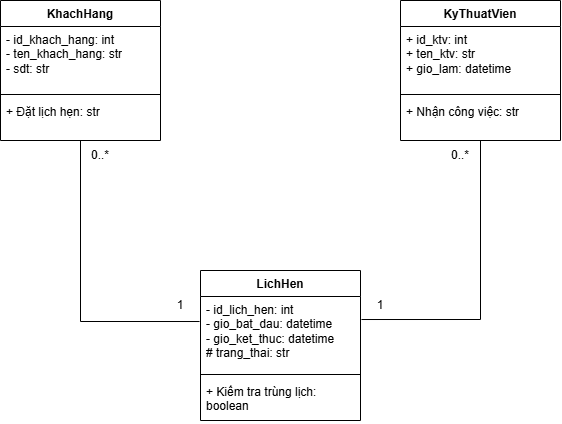 KhachHang
- id_khach_hang: int
- ten_khach_hang: str
- sdt: str
+ Đặt lịch hẹn: str
KyThuatVien
+ id_ktv: int
+ ten_ktv: str
+ gio_lam: datetime
+ Nhận công việc: str
0..*
0..*
1
1
LichHen
- id_lich_hen: int
- gio_bat_dau: datetime
- gio_ket_thuc: datetime
# trang_thai: str
+ Kiểm tra trùng lịch:
boolean